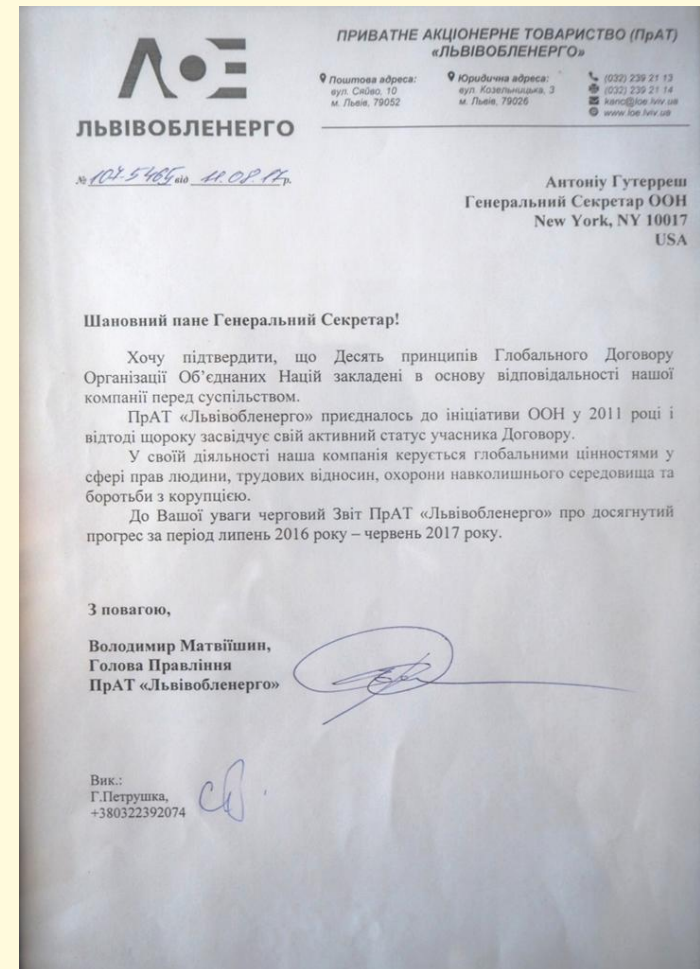 ЛЬВІВОБЛЕНЕРГО
ПРИВАТНЕ АКЦІОНЕРНЕ ТОВАРИСТВО (ПрАТ)
«ЛЬВІВОБЛЕНЕРГО»
Поштова адреса:
вул. Сяйво, 10
м. Львів, 79052
Юридична адреса:
вул. Козельницька, 3
м. Львів, 79026
(032) 239 21 13
(032) 239 21 14
kanc@loe.lviv.ua
www.loe.lviv.ua
№ 107-5465 від 11.08.17р.
Антоніу Гутерреш
Генеральний Секретар ООН
New York, NY 10017
USA
Шановний пане Генеральний Секретар!
Хочу підтвердити, що Десять принципів Глобального Договору
Організації Об’єднаних Націй закладені в основу відповідальності нашої
компанії перед суспільством.
ПрАТ «Львівобленерго» приєдналось до ініціативи ООН у 2011 році і
відтоді щороку засвідчує свій активний статус учасника Договору.
У своїй діяльності наша компанія керується глобальними цінностями у
сфері прав людини, трудових відносин, охорони навколишнього середовища та
боротьби з корупцією.
До Вашої уваги черговий Звіт ПрАТ «Львівобленерго» про досягнутий
прогрес за період липень 2016 року – червень 2017 року.
З повагою,
Володимир Матвіїшин,
Голова Правління
ПрАТ «Львівобленерго»
Вик.:
Г.Петрушка,
+380322392074